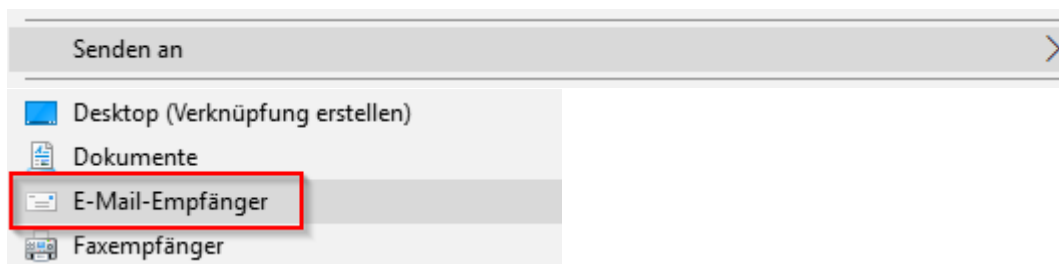 Senden an
Desktop (Verknüpfung erstellen)
Dokumente
E-Mail-Empfänger
Faxempfänger